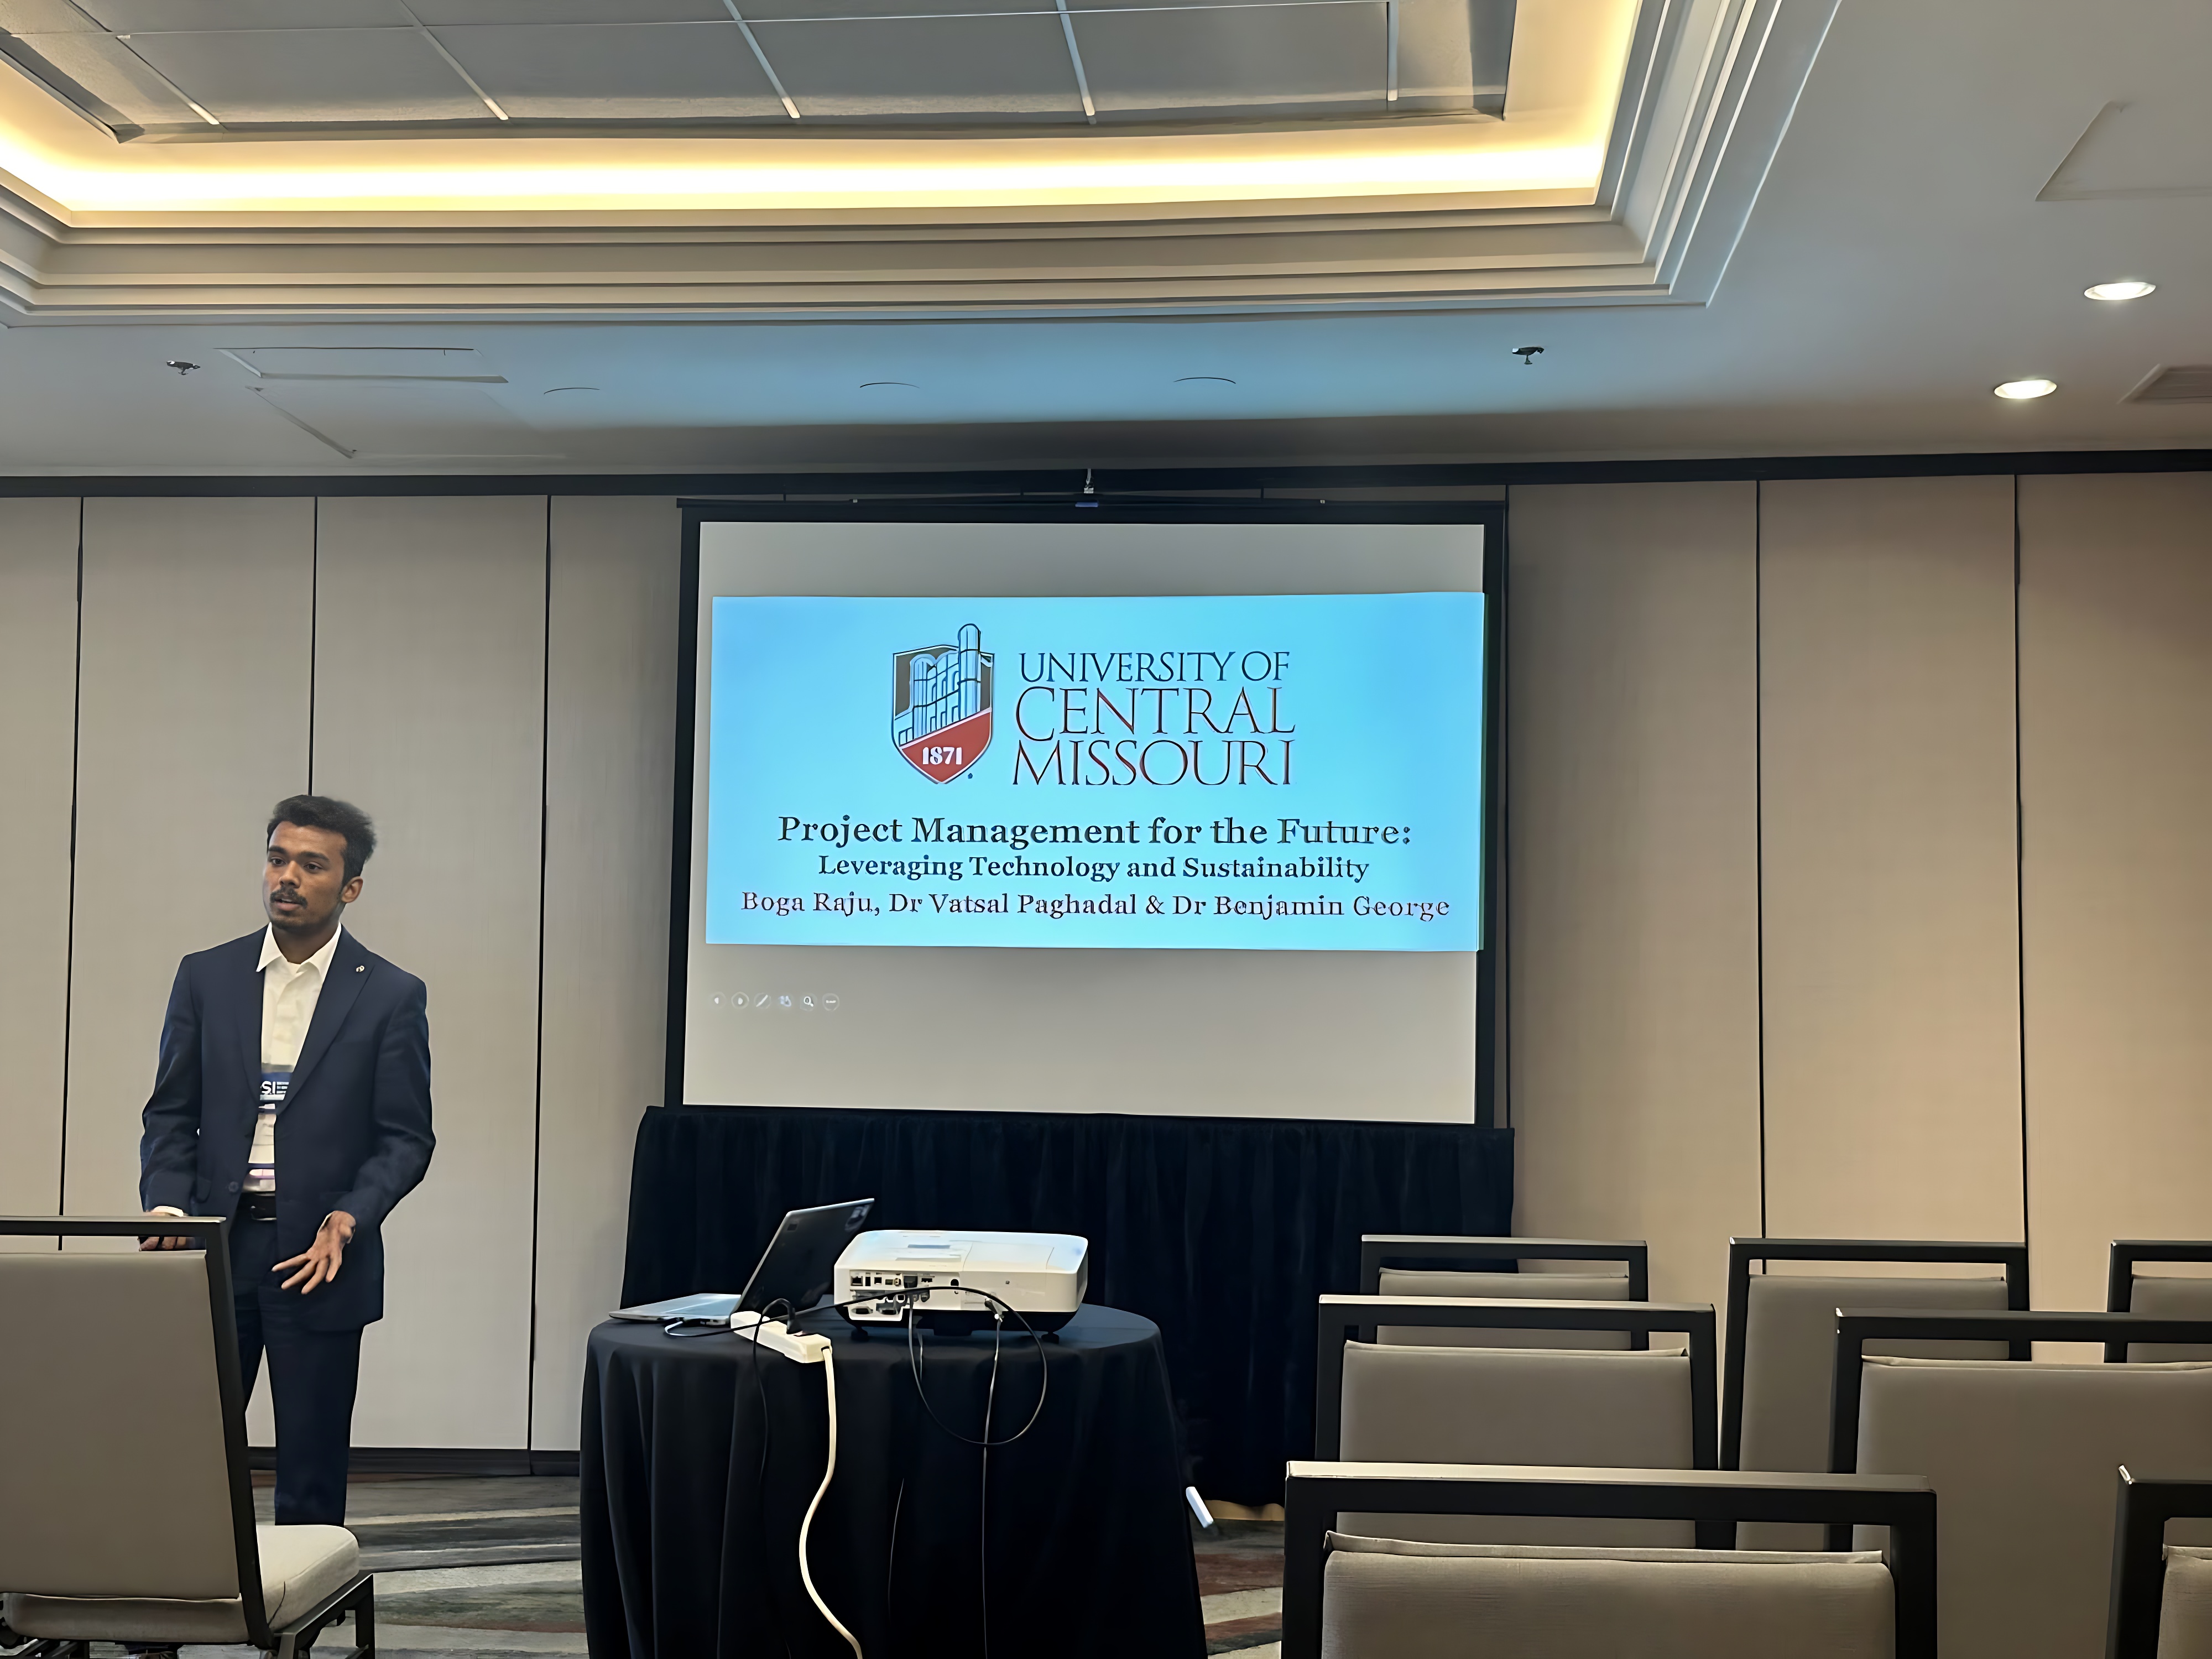 UNIVERSITY OF
CENTRAL
MISSOURI
1871
Project Management for the Future:
Leveraging Technology and Sustainability
Boga Raju, Dr Vatsal Paghadal & Dr Benjamin George